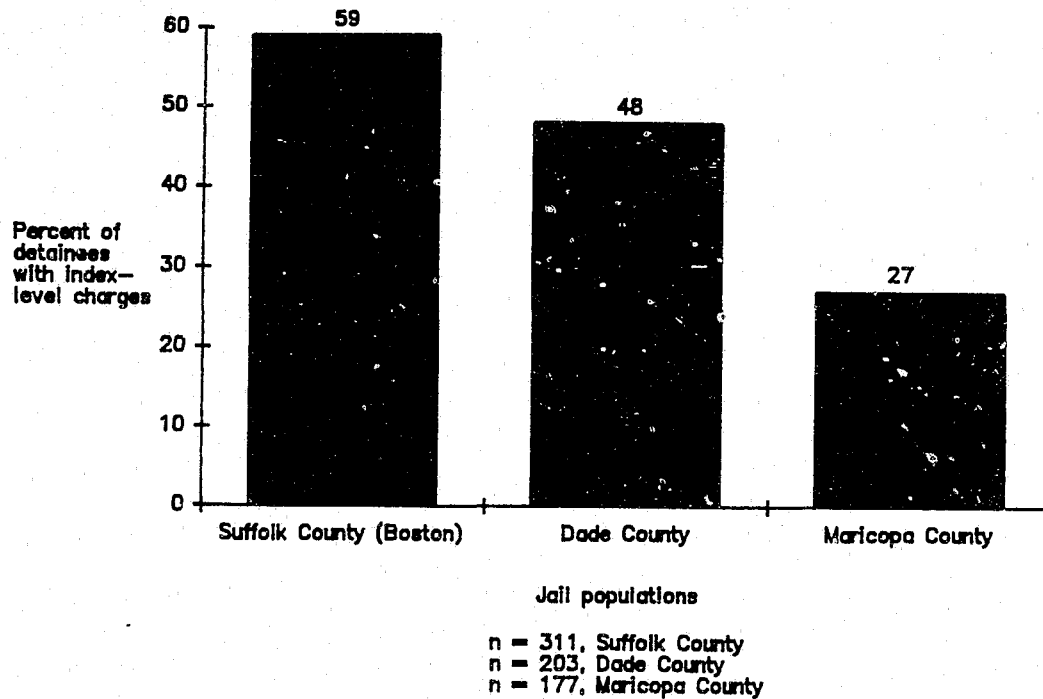 60
50
40
30
20
10
0
Percent of
detainees
with index-
level charges
59
48
27
Suffolk County (Boston)
Dade County
Maricopa County
Jail populations
n = 311, Suffolk County
n = 203, Dade County
n = 177, Maricopa County